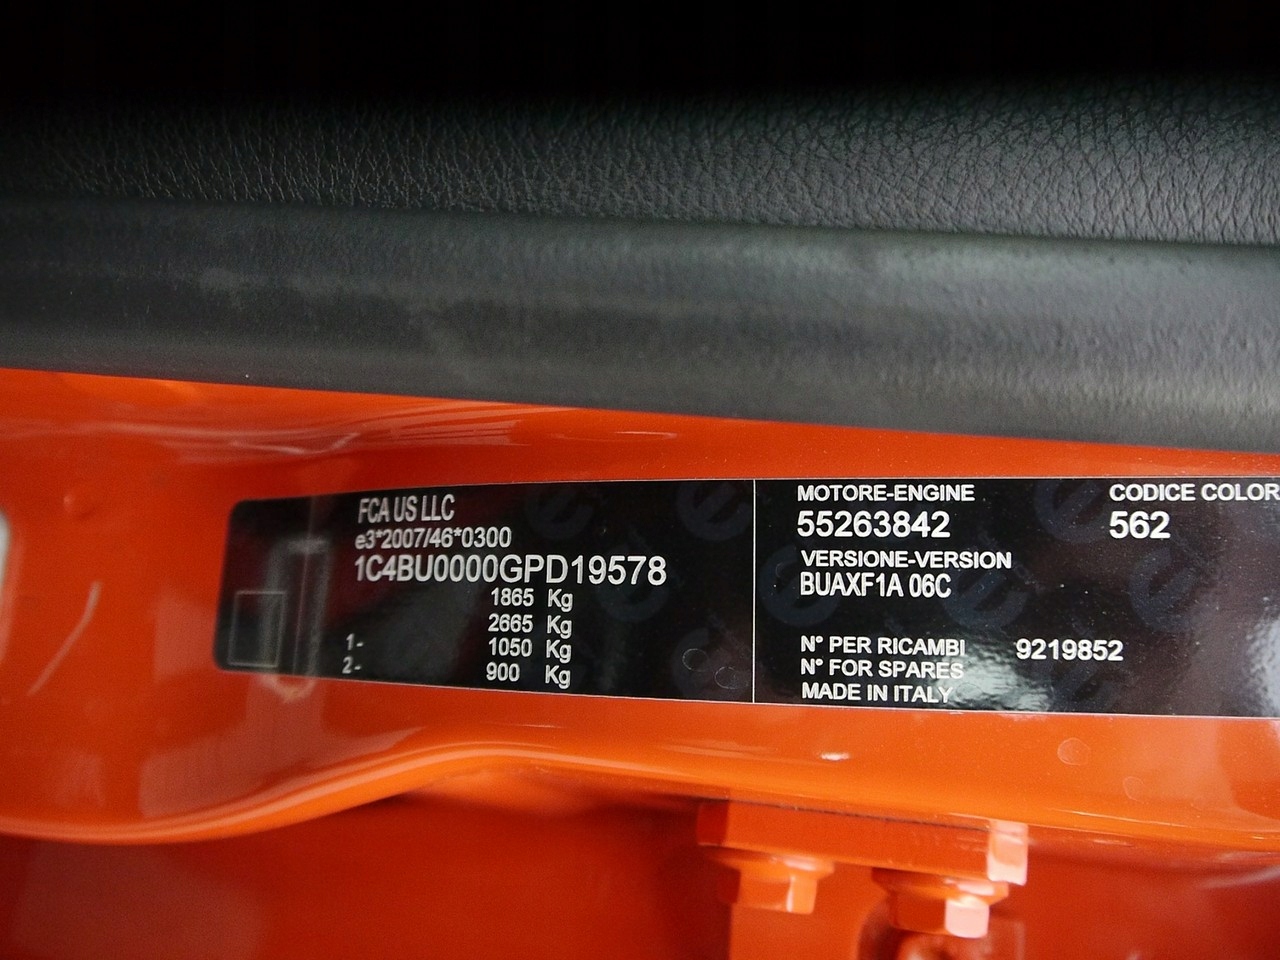 FCA US LLC
e3*2007/46*0300
1C4BU0000GPD19578
1865 Kg
2665 Kg
1- 1050 Kg
2- 900 Kg
MOTORE-ENGINE
55263842
CODICE COLOR
562
VERSIONE-VERSION
BUAXF1A 06C
N° PER RICAMBI 9219852
N° FOR SPARES
MADE IN ITALY